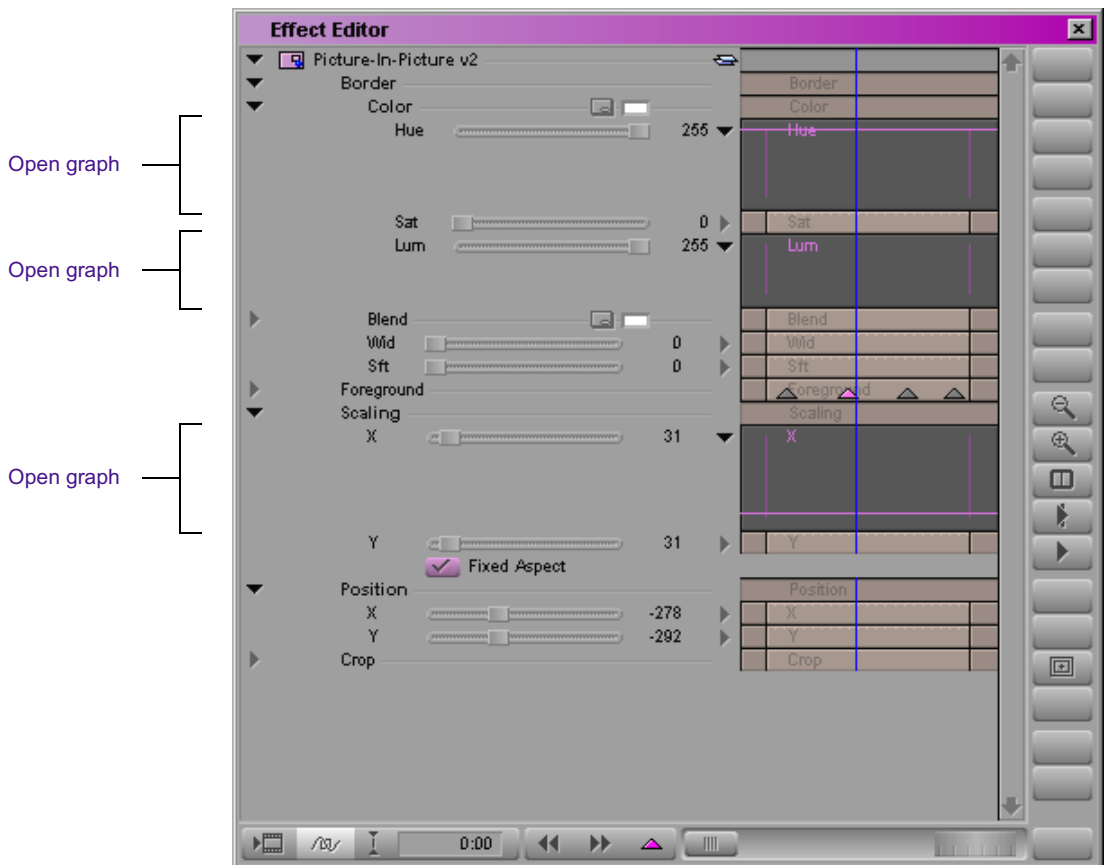 Effect Editor
Picture-In-Picture v2
Border Border
Color Color
Open graph
Hue 255 Hue
Sat 0 Sat
Open graph
Lum 255 Lum
Blend Blend
Wid 0 Wid
Sft 0 Sft
Foreground Foreground
Scaling Scaling
Open graph
X 31 X
Y 31 Y
Fixed Aspect
Position Position
X -278 X
Y -292 Y
Crop Crop
0:00